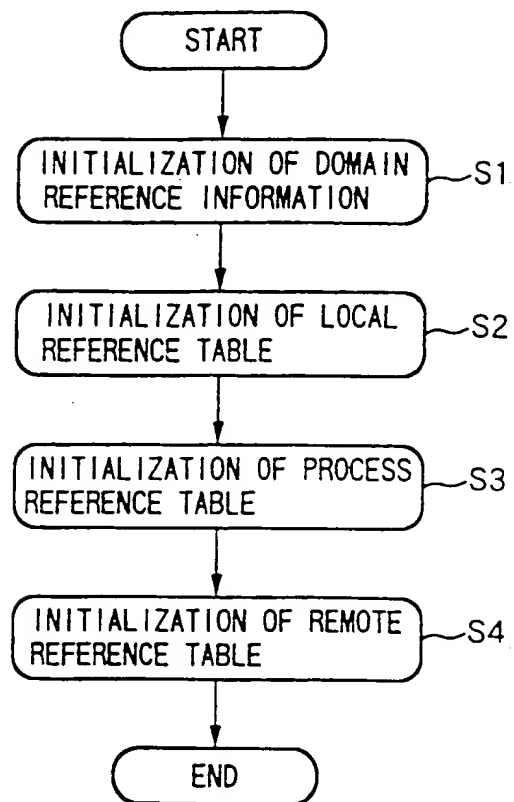 START
INITIALIZATION OF DOMAIN
REFERENCE INFORMATION
S1
INITIALIZATION OF LOCAL
REFERENCE TABLE
S2
INITIALIZATION OF PROCESS
REFERENCE TABLE
S3
INITIALIZATION OF REMOTE
REFERENCE TABLE
S4
END